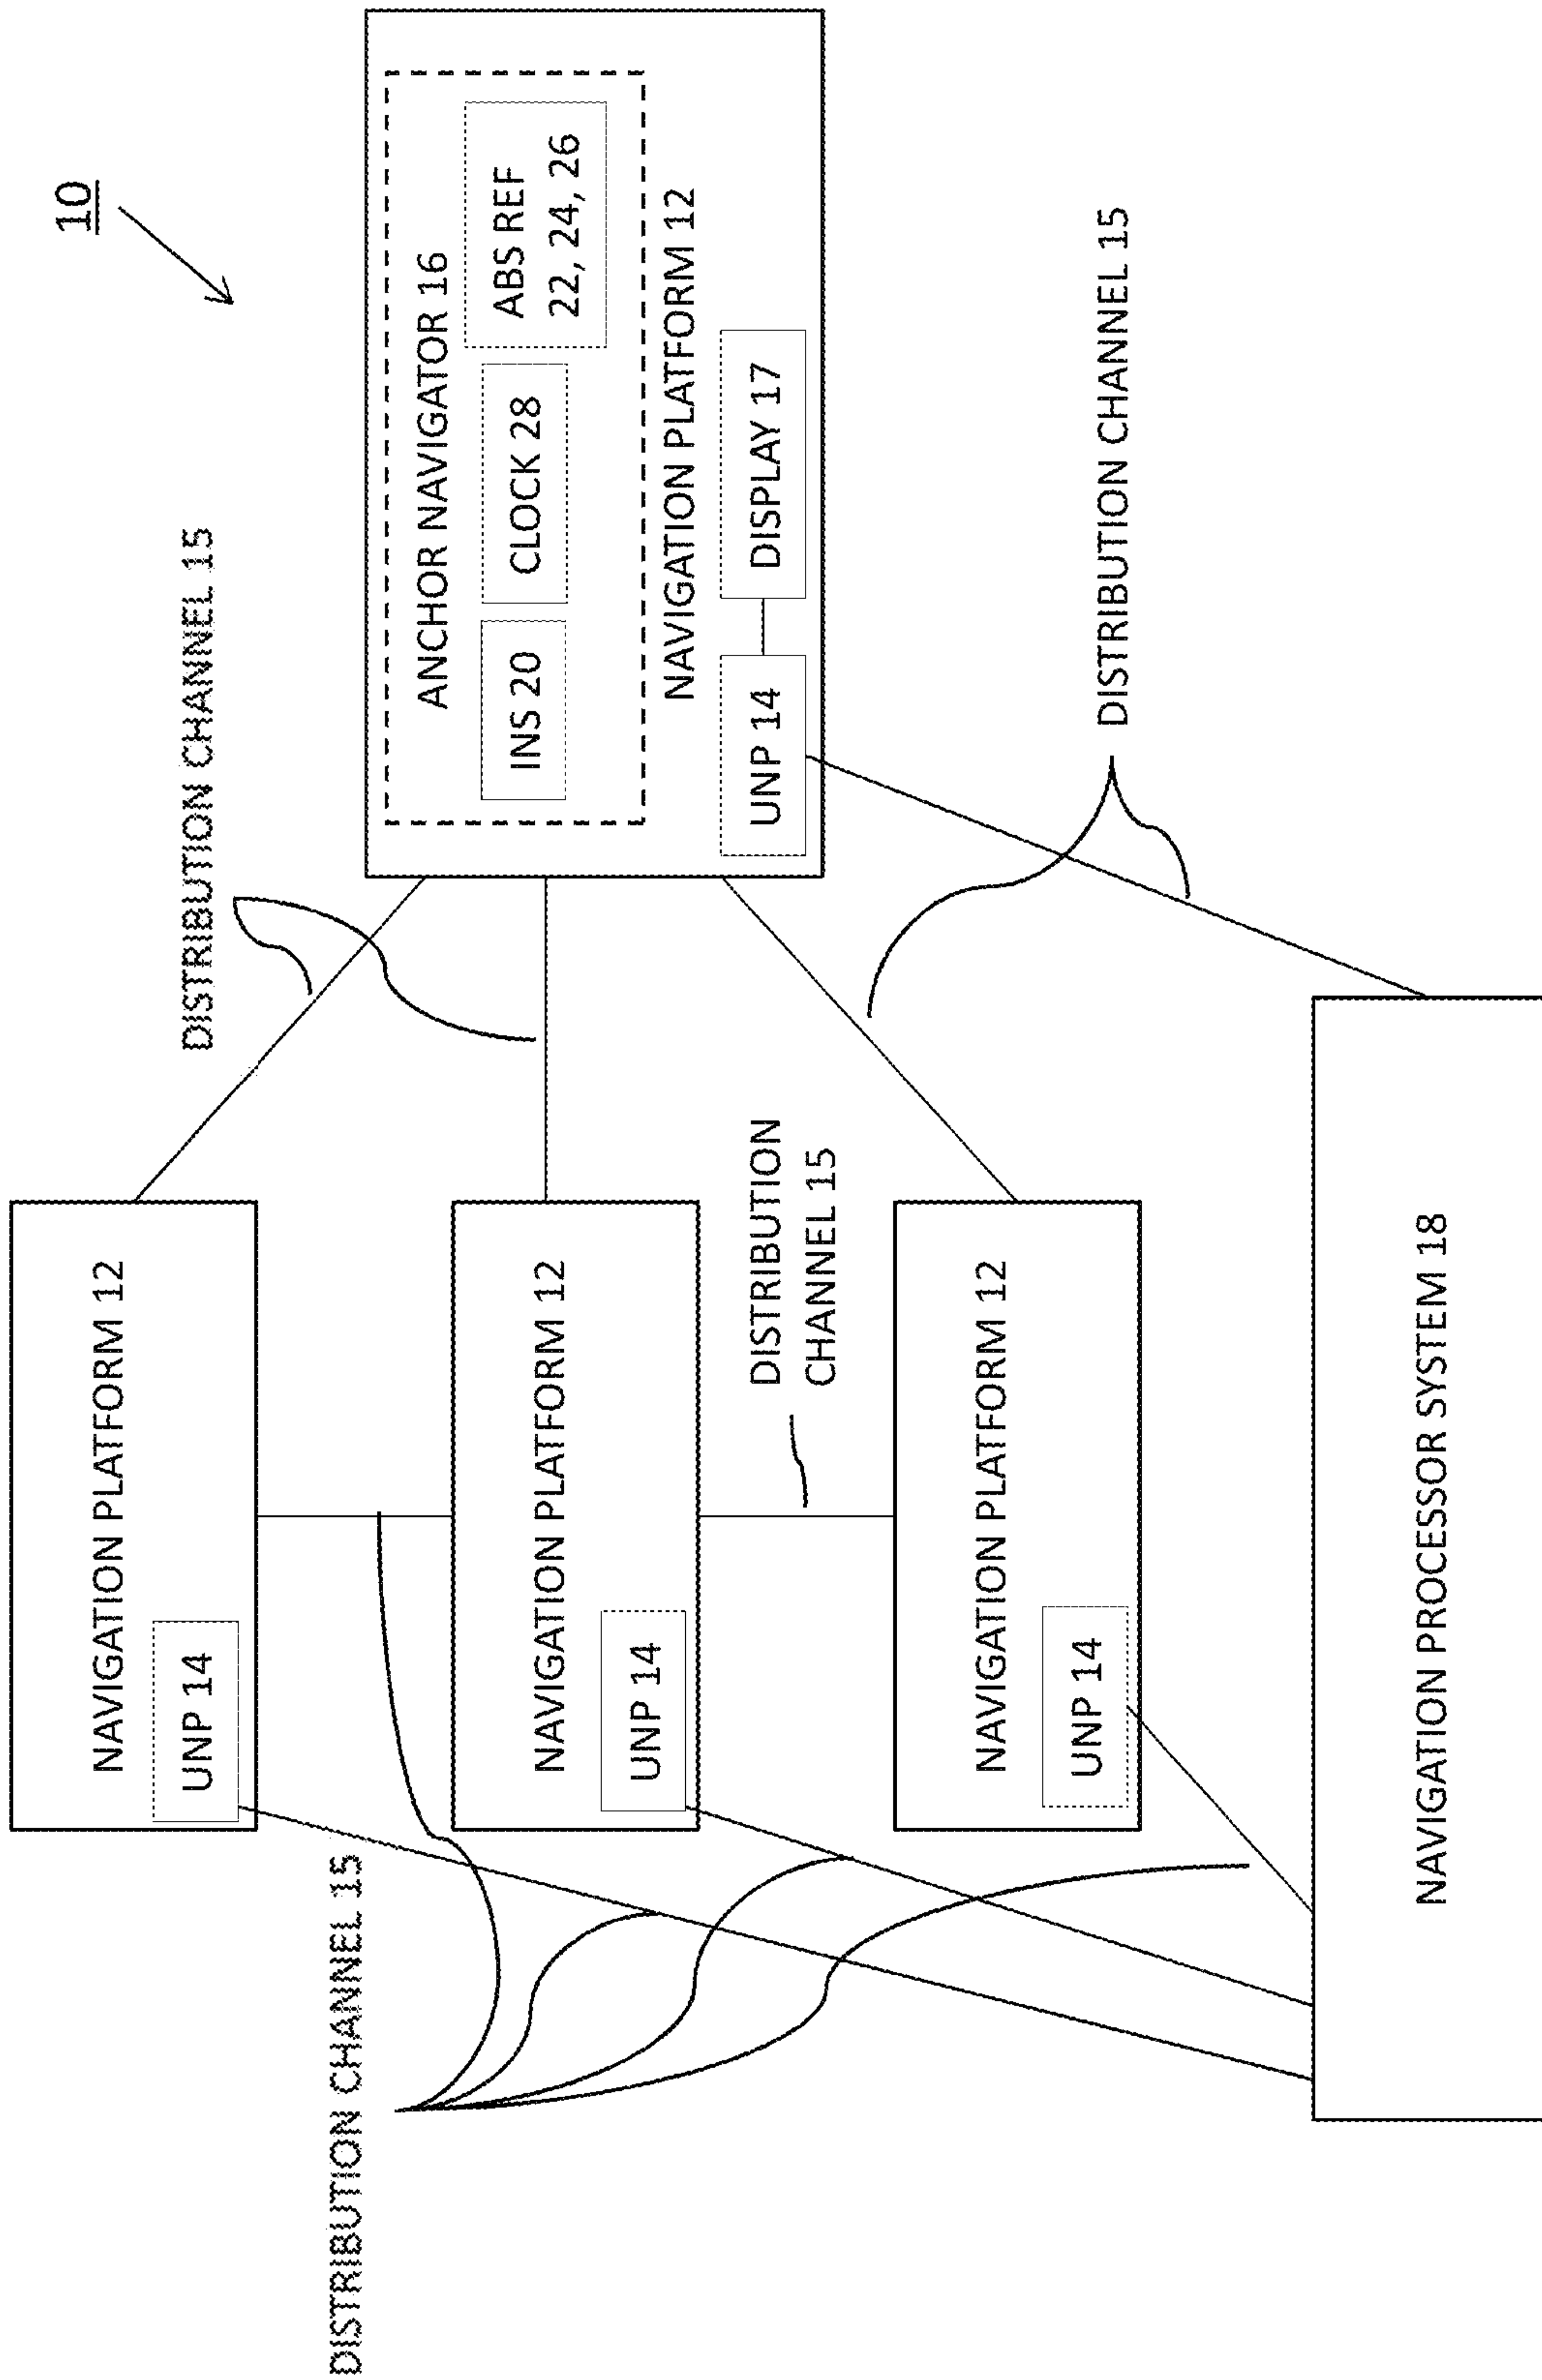 10
DISTRIBUTION CHANNEL 15
NAVIGATION PLATFORM 12
UNP 14
DISTRIBUTION CHANNEL 15
NAVIGATION PLATFORM 12
UNP 14
DISTRIBUTION
CHANNEL 15
NAVIGATION PLATFORM 12
UNP 14
ANCHOR NAVIGATOR 16
INS 20
CLOCK 28
ABS REF
22, 24, 26
NAVIGATION PLATFORM 12
UNP 14
DISPLAY 17
DISTRIBUTION CHANNEL 15
NAVIGATION PROCESSOR SYSTEM 18